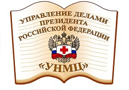 УПРАВЛЕНИЕ ДЕЛАМИ
ПРЕЗИДЕНТА
РОССИЙСКОЙ ФЕДЕРАЦИИ
«УНМЦ»